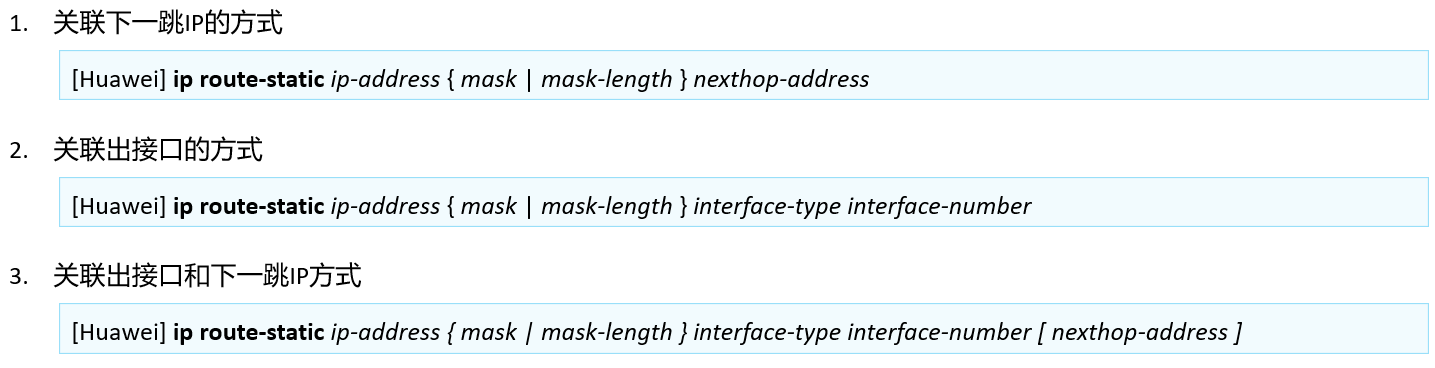 1. 关联下一跳IP的方式
[Huawei] ip route-static ip-address { mask | mask-length } nexthop-address
2. 关联出接口的方式
[Huawei] ip route-static ip-address { mask | mask-length } interface-type interface-number
3. 关联出接口和下一跳IP方式
[Huawei] ip route-static ip-address { mask | mask-length } interface-type interface-number [ nexthop-address ]